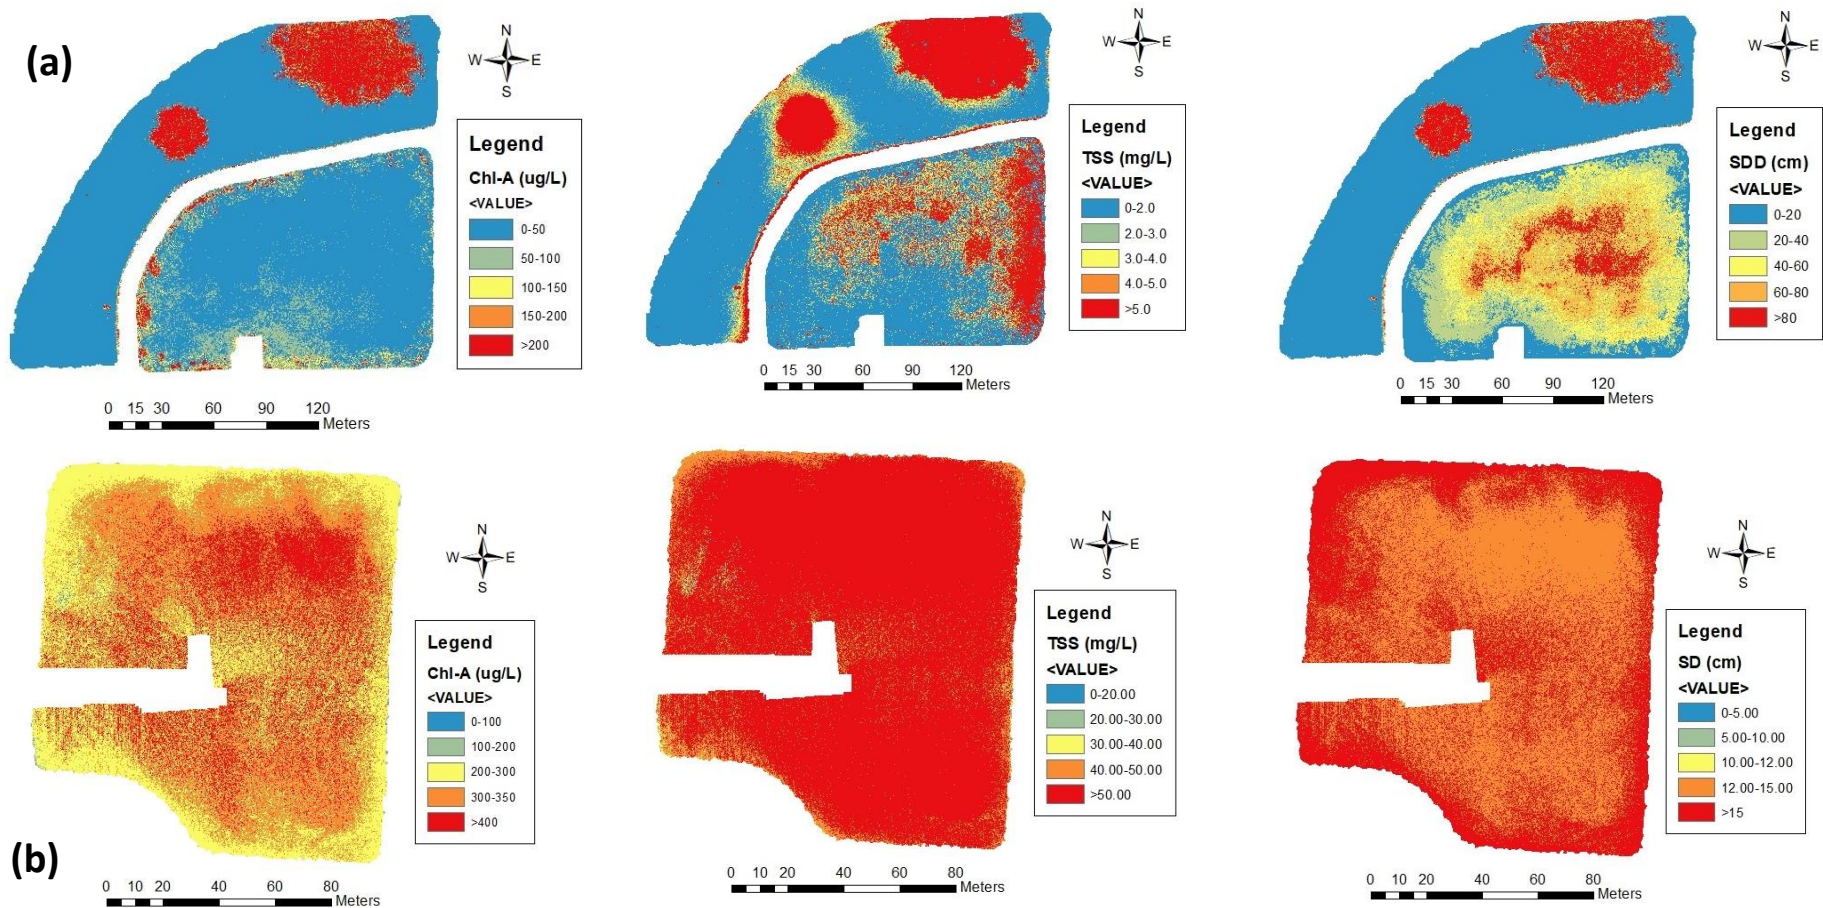 (a)
N
W E
S
Legend
Chl-A (ug/L)
<VALUE>
0-50
50-100
100-150
150-200
>200
0 15 30 60 90 120
Meters
N
W E
S
Legend
TSS (mg/L)
<VALUE>
0-2.0
2.0-3.0
3.0-4.0
4.0-5.0
>5.0
0 15 30 60 90 120
Meters
N
W E
S
Legend
SDD (cm)
<VALUE>
0-20
20-40
40-60
60-80
>80
0 15 30 60 90 120
Meters
(b)
N
W E
S
Legend
Chl-A (ug/L)
<VALUE>
0-100
100-200
200-300
300-350
>400
0 10 20 40 60 80
Meters
N
W E
S
Legend
TSS (mg/L)
<VALUE>
0-20.00
20.00-30.00
30.00-40.00
40.00-50.00
>50.00
0 10 20 40 60 80
Meters
N
W E
S
Legend
SD (cm)
<VALUE>
0-5.00
5.00-10.00
10.00-12.00
12.00-15.00
>15
0 10 20 40 60 80
Meters